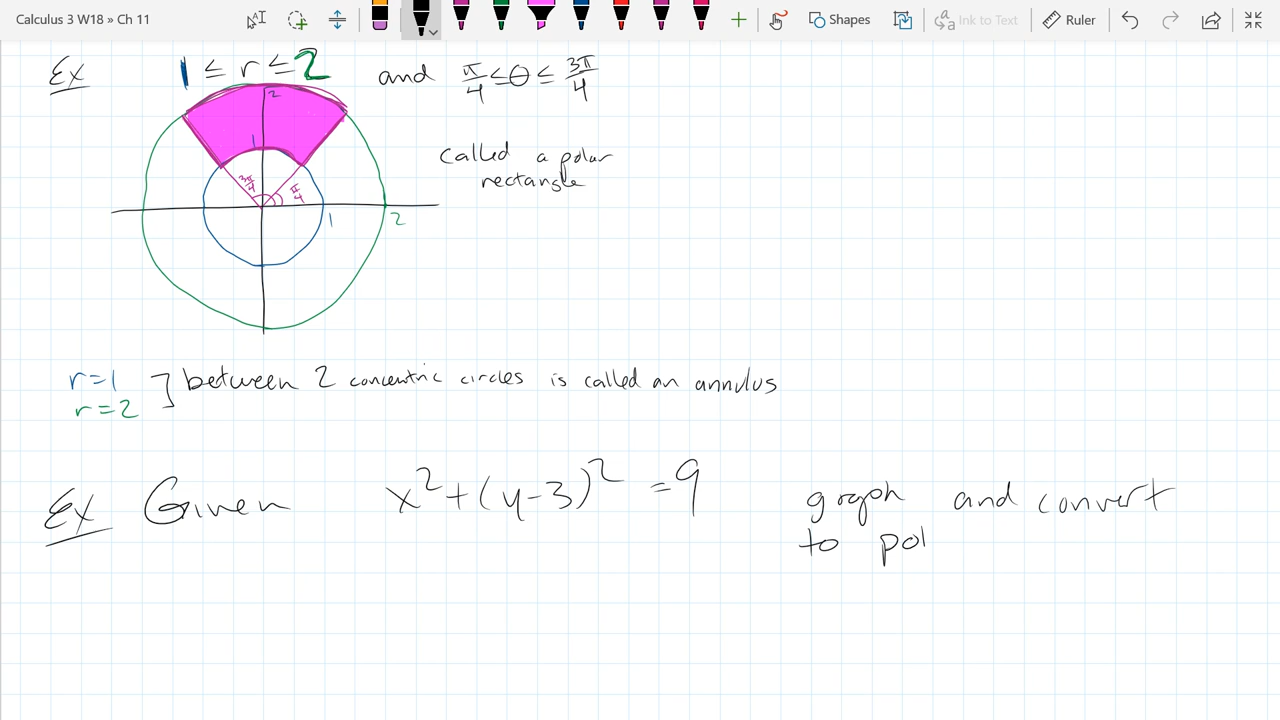 Calculus 3 W18 » Ch 11
Shapes
Ink to Text
Ruler
Ex 1 ≤ r ≤ 2 and π/4 ≤ θ ≤ 3π/4
2
1
called a polar
rectangle
3π/4 π/4
1 2
r=1
r=2 ] between 2 concentric circles is called an annulus
Ex Given x² + (y-3)² = 9 graph and convert
to pol